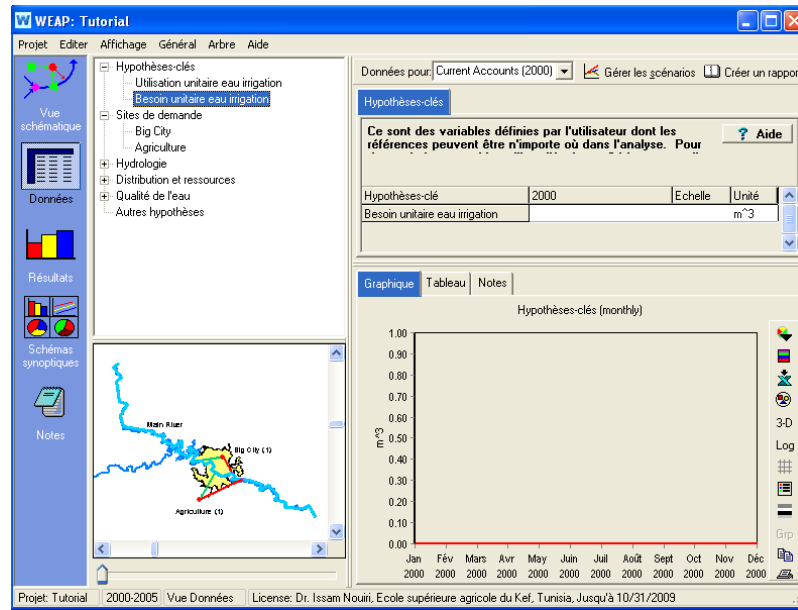 WEAP: Tutorial
Projet Editer Affichage Général Arbre Aide
Vue
schématique
Données
Résultats
Schémas
synoptiques
Notes
Hypothèses-clés
Utilisation unitaire eau irrigation
Besoin unitaire eau irrigation
Sites de demande
Big City
Agriculture
Hydrologie
Distribution et ressources
Qualité de l'eau
Autres hypothèses
Main River
Big City (1)
Agriculture (1)
Données pour: Current Accounts (2000) Gérer les scénarios Créer un rappor
Hypothèses-clés
Ce sont des variables définies par l'utilisateur dont les
références peuvent être n'importe où dans l'analyse. Pour
? Aide
Hypothèses-clé 2000 Echelle Unité
Besoin unitaire eau irrigation m^3
Graphique Tableau Notes
Hypothèses-clés (monthly)
1.00
0.90
0.80
0.70
0.60
0.50
0.40
0.30
0.20
0.10
0.00
m^3
Jan Fév Mars Avr May Juin Juil Août Sept Oct Nov Déc
2000 2000 2000 2000 2000 2000 2000 2000 2000 2000 2000 2000
3-D
Log
Grp
Projet: Tutorial 2000-2005 Vue Données License: Dr. Issam Nouiri, Ecole supérieure agricole du Kef, Tunisia, Jusqu'à 10/31/2009